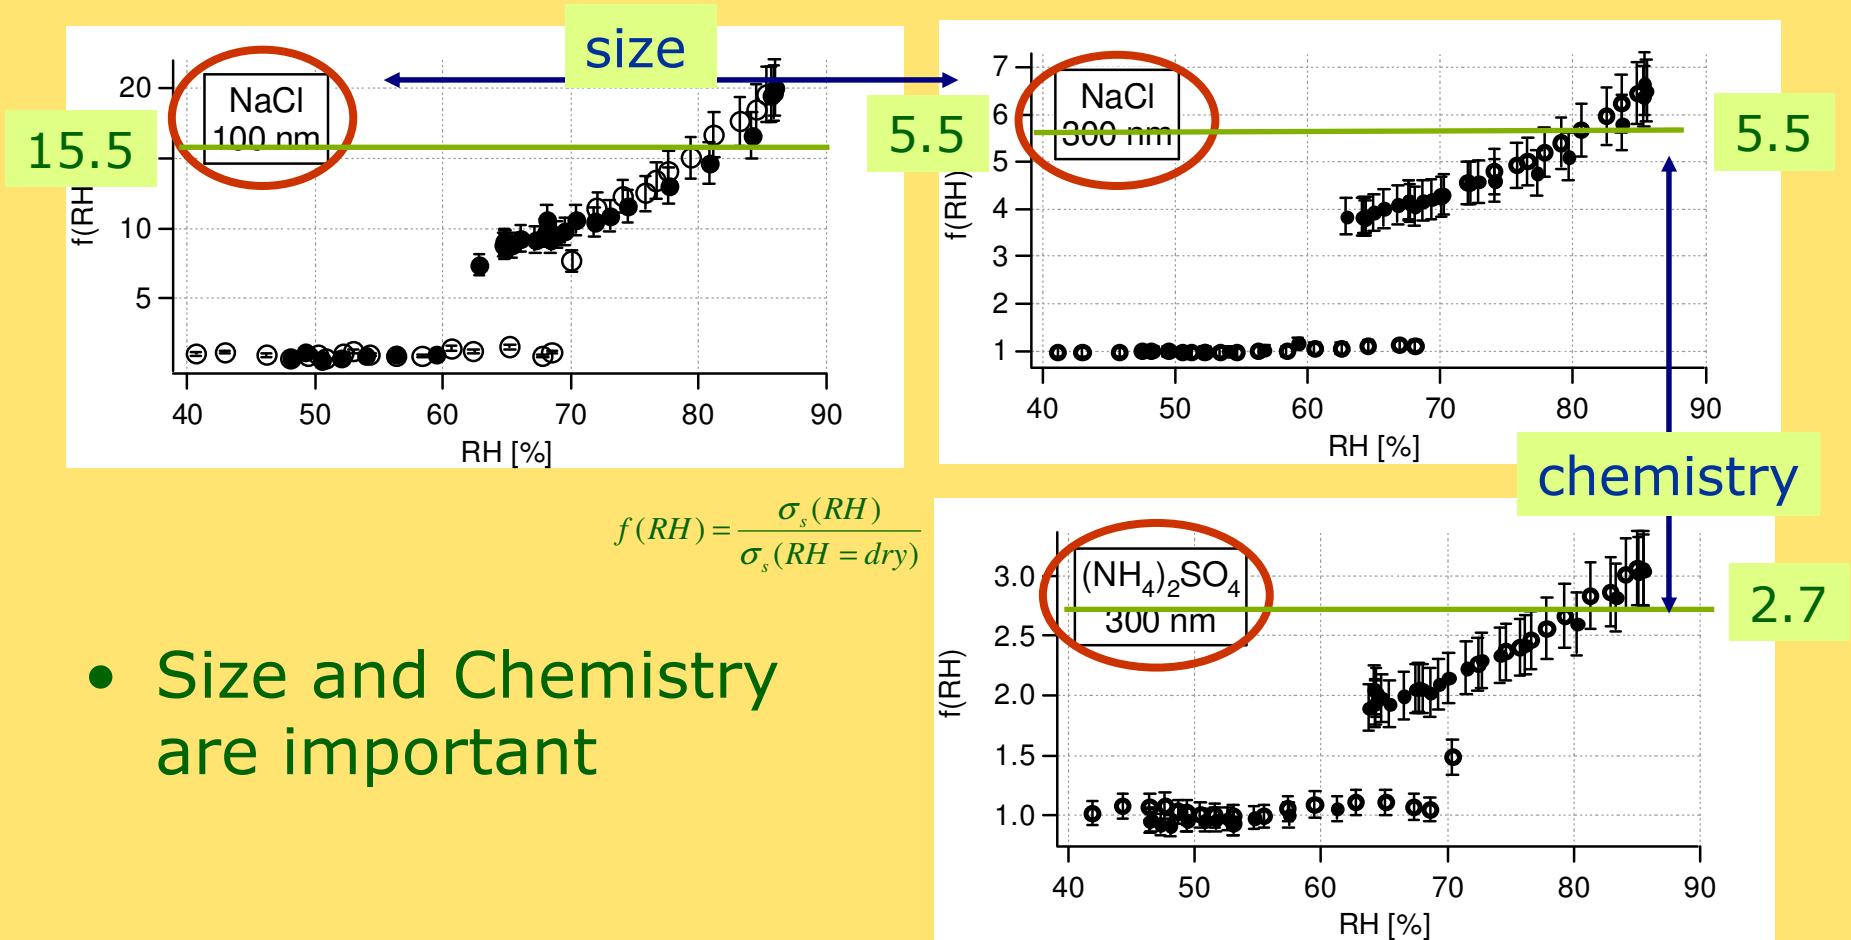 size
NaCl
100 nm
15.5
20
10
5
f(RH
40 50 60 70 80 90
RH [%]
5.5
NaCl
300 nm
7
6
5
4
3
2
1
f(RH)
40 50 60 70 80 90
RH [%]
5.5
chemistry
f(RH) = σs(RH) / σs(RH = dry)
(NH4)2SO4
300 nm
3.0
2.5
2.0
1.5
1.0
f(RH)
40 50 60 70 80 90
RH [%]
2.7
• Size and Chemistry
are important